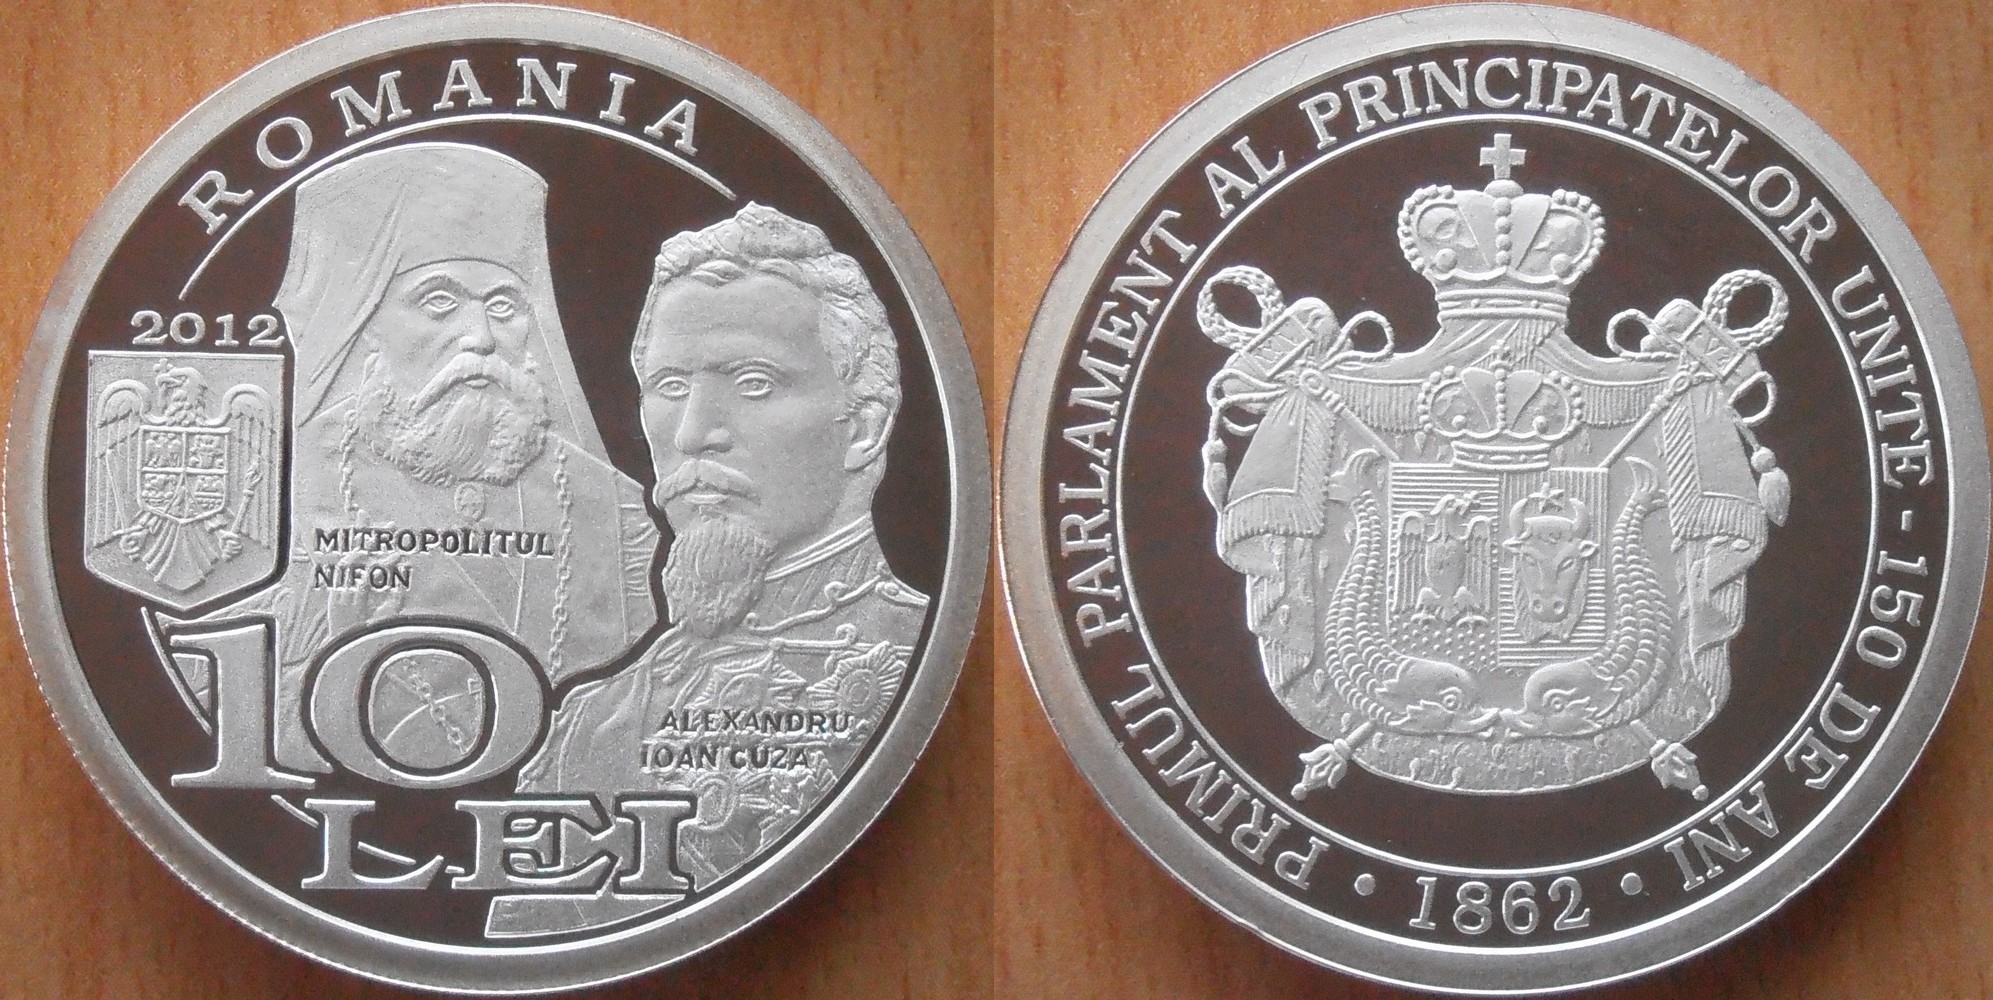 ROMANIA
2012
MITROPOLITUL
NIFON
ALEXANDRU
IOAN CUZA
10
LEI
PRIMUL PARLAMENT AL PRINCIPATELOR UNITE - 150 DE ANI
• 1862 •